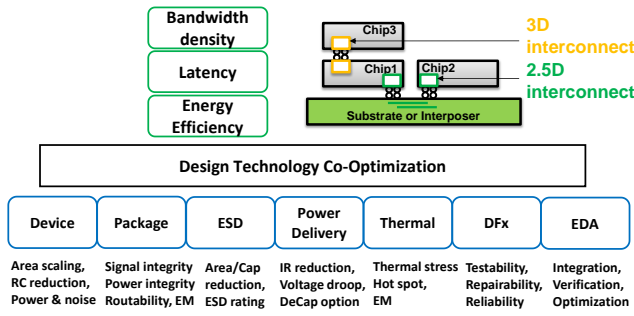 Bandwidth
density
Latency
Energy
Efficiency
Chip3
Chip1
Chip2
Substrate or Interposer
3D
interconnect
2.5D
interconnect
Design Technology Co-Optimization
Device
Package
ESD
Power
Delivery
Thermal
DFx
EDA
Area scaling,
RC reduction,
Power & noise
Signal integrity
Power integrity
Routability, EM
Area/Cap
reduction,
ESD rating
IR reduction,
Voltage droop,
DeCap option
Thermal stress
Hot spot,
EM
Testability,
Repairability,
Reliability
Integration,
Verification,
Optimization